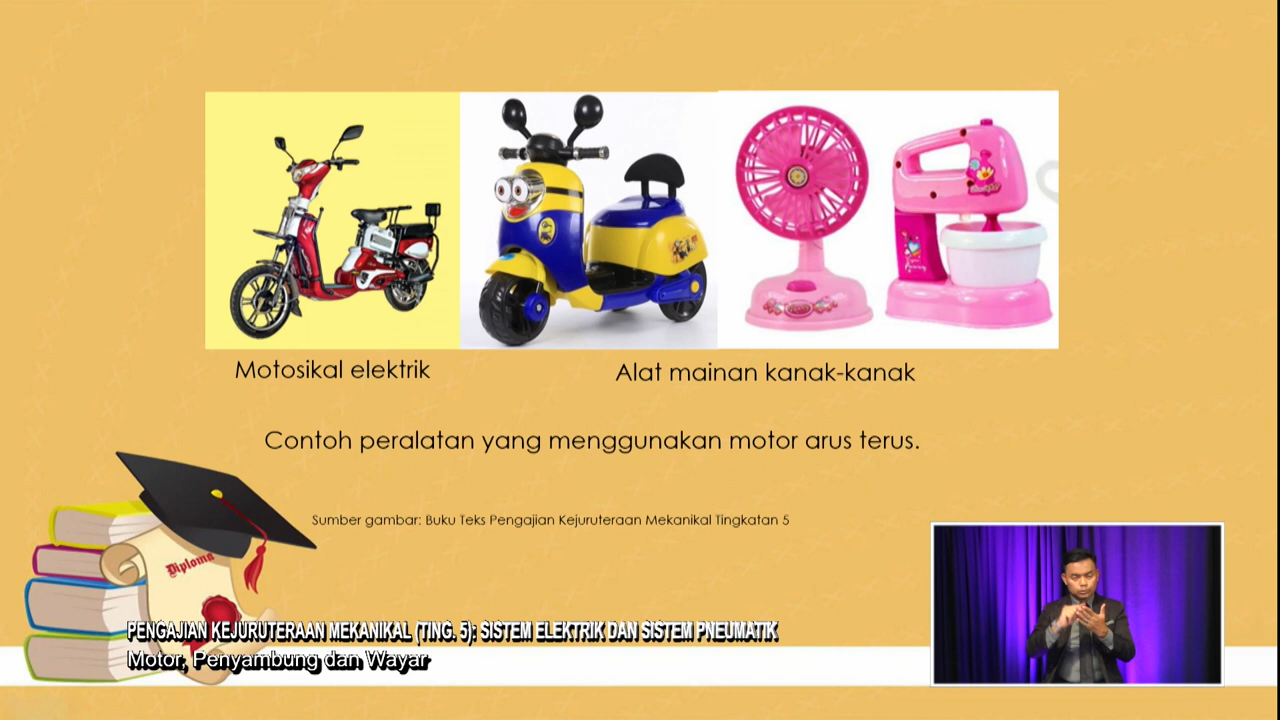 Motosikal elektrik
Alat mainan kanak-kanak
Contoh peralatan yang menggunakan motor arus terus.
Sumber gambar: Buku Teks Pengajian Kejuruteraan Mekanikal Tingkatan 5
Diploma
PENGAJIAN KEJURUTERAAN MEKANIKAL (TING. 5): SISTEM ELEKTRIK DAN SISTEM PNEUMATIK
Motor, Penyambung dan Wayar